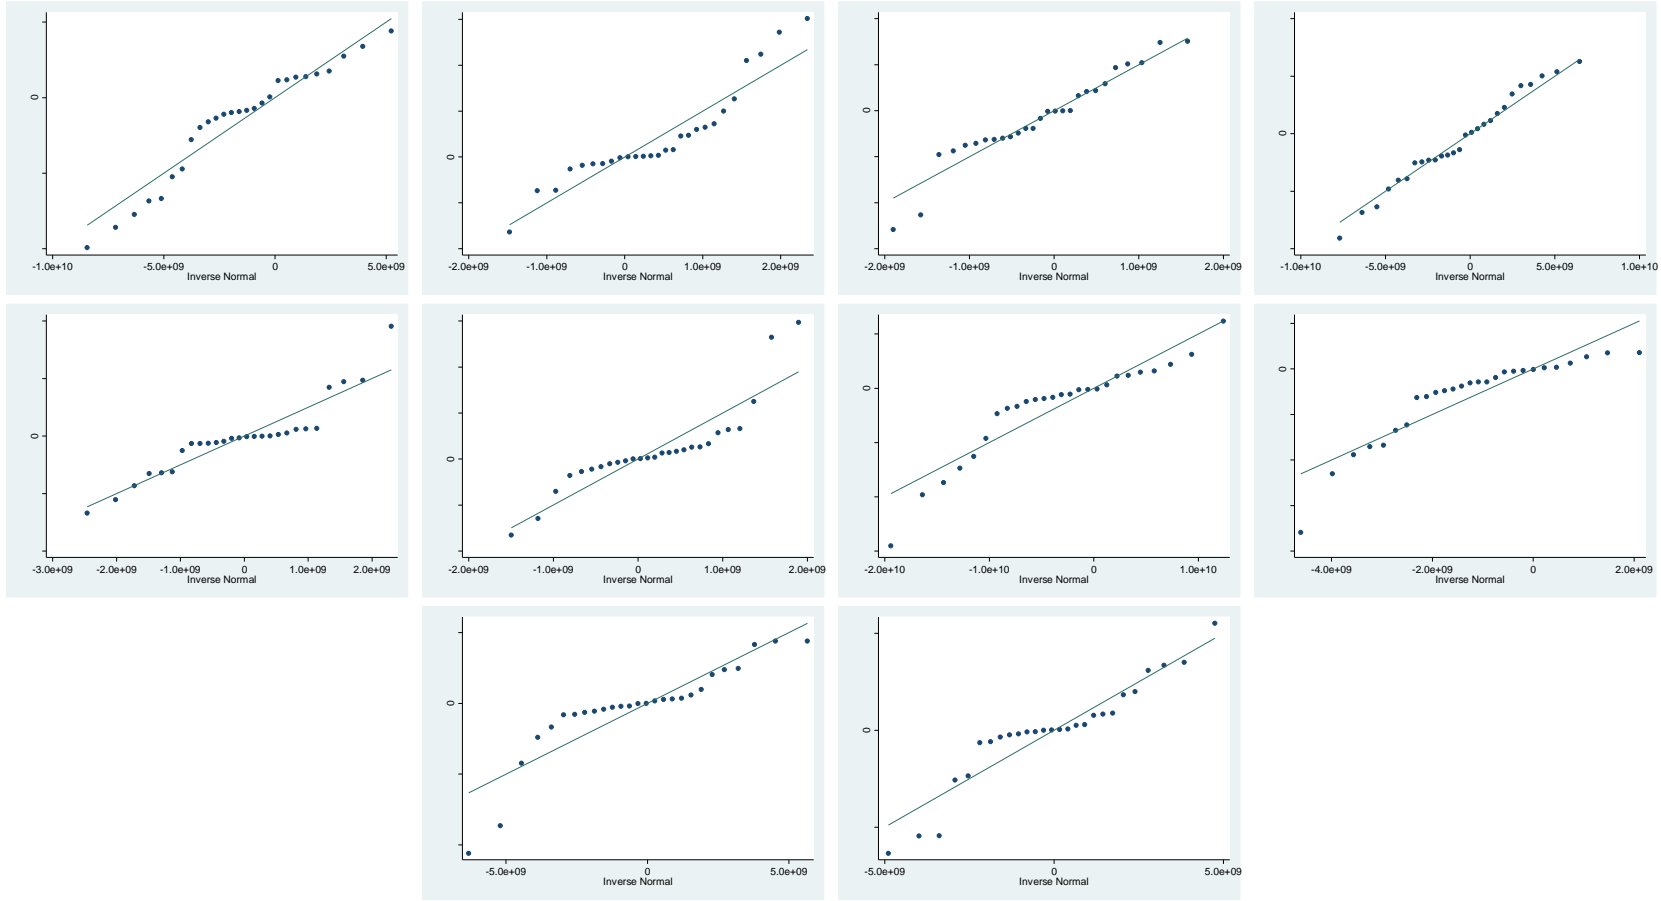 0
-1.0e+10 -5.0e+09 0 5.0e+09
Inverse Normal
0
-2.0e+09 -1.0e+09 0 1.0e+09 2.0e+09
Inverse Normal
0
-2.0e+09 -1.0e+09 0 1.0e+09 2.0e+09
Inverse Normal
0
-1.0e+10 -5.0e+09 0 5.0e+09 1.0e+10
Inverse Normal
0
-3.0e+09 -2.0e+09 -1.0e+09 0 1.0e+09 2.0e+09
Inverse Normal
0
-2.0e+09 -1.0e+09 0 1.0e+09 2.0e+09
Inverse Normal
0
-2.0e+10 -1.0e+10 0 1.0e+10
Inverse Normal
0
-4.0e+09 -2.0e+09 0 2.0e+09
Inverse Normal
0
-5.0e+09 0 5.0e+09
Inverse Normal
0
-5.0e+09 0 5.0e+09
Inverse Normal